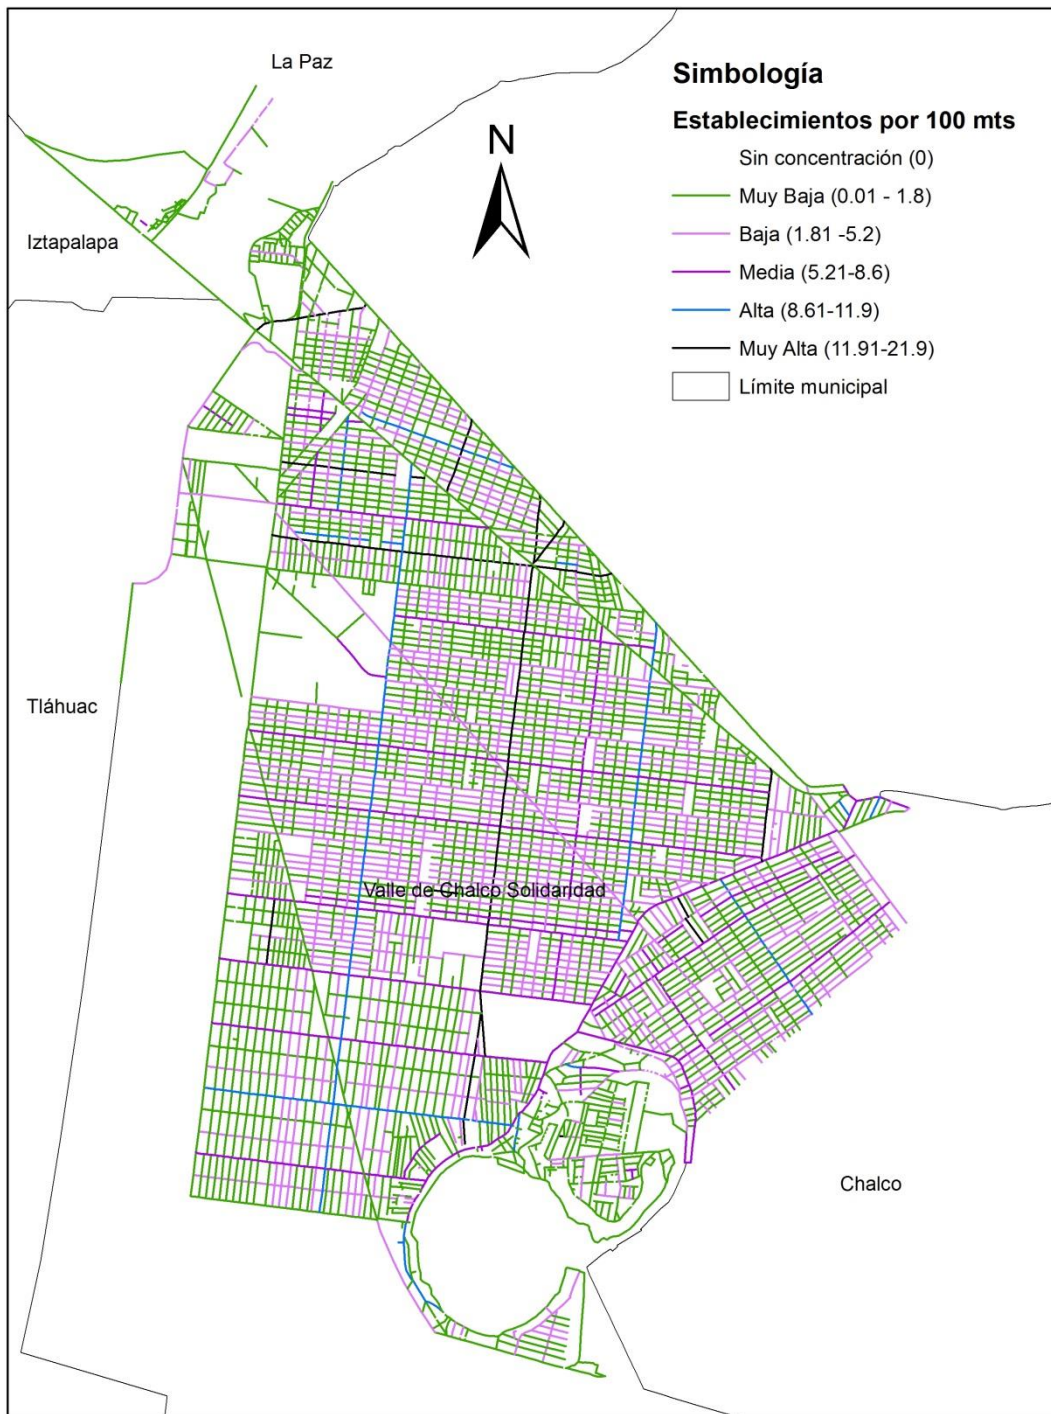 La Paz
Simbología
Establecimientos por 100 mts
N
Sin concentración (0)
Muy Baja (0.01 - 1.8)
Baja (1.81 -5.2)
Media (5.21-8.6)
Alta (8.61-11.9)
Muy Alta (11.91-21.9)
Límite municipal
Iztapalapa
Tláhuac
Valle de Chalco Solidaridad
Chalco